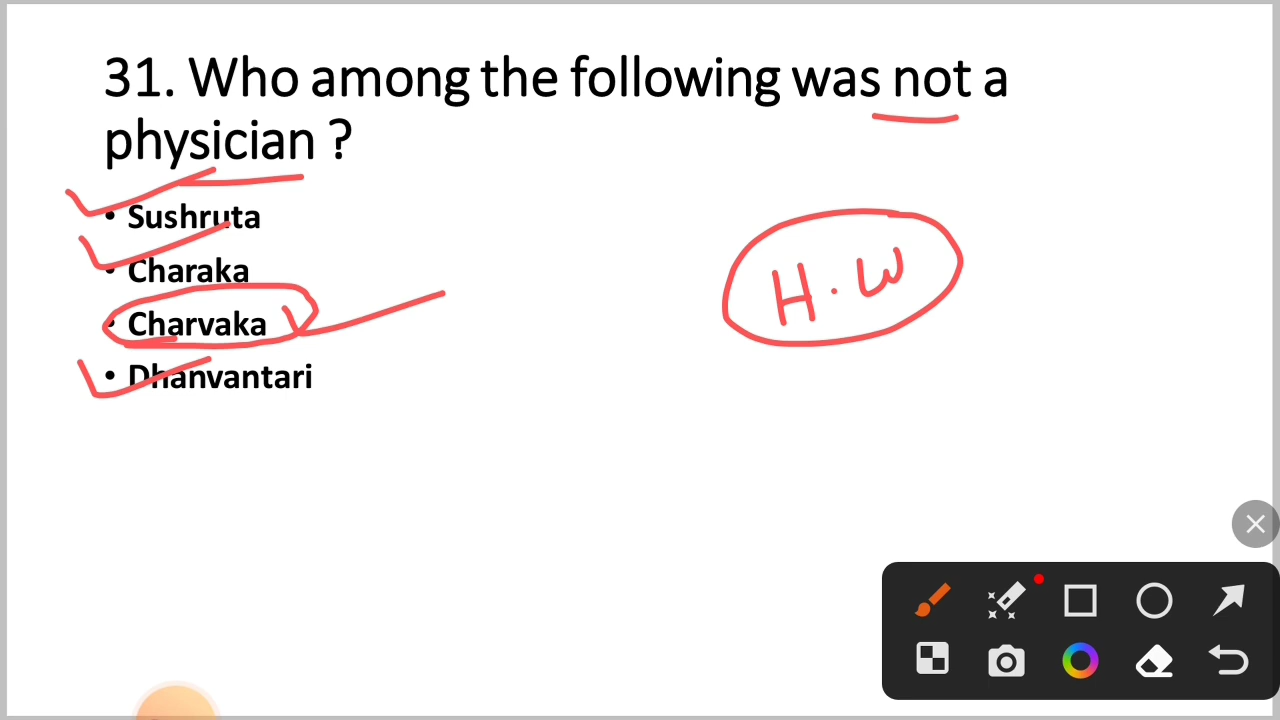 31. Who among the following was not a
physician ?
• Sushruta
• Charaka
• Charvaka
• Dhanvantari
H.W